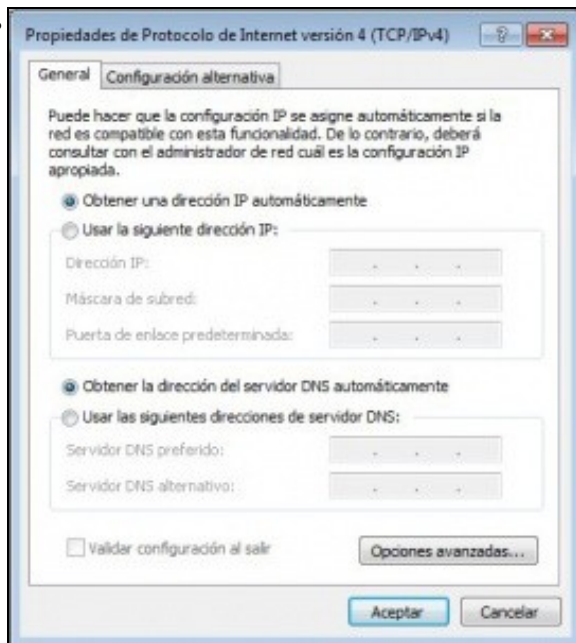 Propiedades de Protocolo de Internet versión 4 (TCP/IPv4)
General
Configuración alternativa
Puede hacer que la configuración IP se asigne automáticamente si la
red es compatible con esta funcionalidad. De lo contrario, deberá
consultar con el administrador de red cuál es la configuración IP
apropiada.
Obtener una dirección IP automáticamente
Usar la siguiente dirección IP:
Dirección IP:
Máscara de subred:
Puerta de enlace predeterminada:
Obtener la dirección del servidor DNS automáticamente
Usar las siguientes direcciones de servidor DNS:
Servidor DNS preferido:
Servidor DNS alternativo:
Validar configuración al salir
Opciones avanzadas...
Aceptar
Cancelar